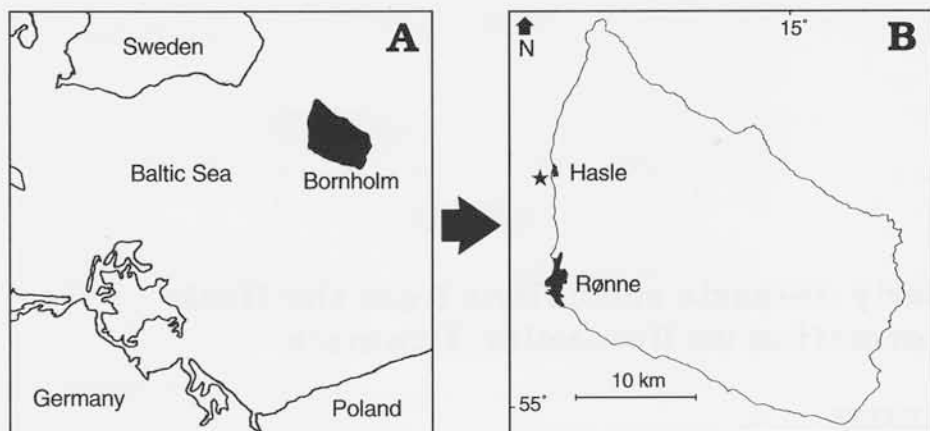 Sweden
A
Baltic Sea
Bornholm
Germany
Poland
N
15°
B
Hasle
Rønne
10 km
55°